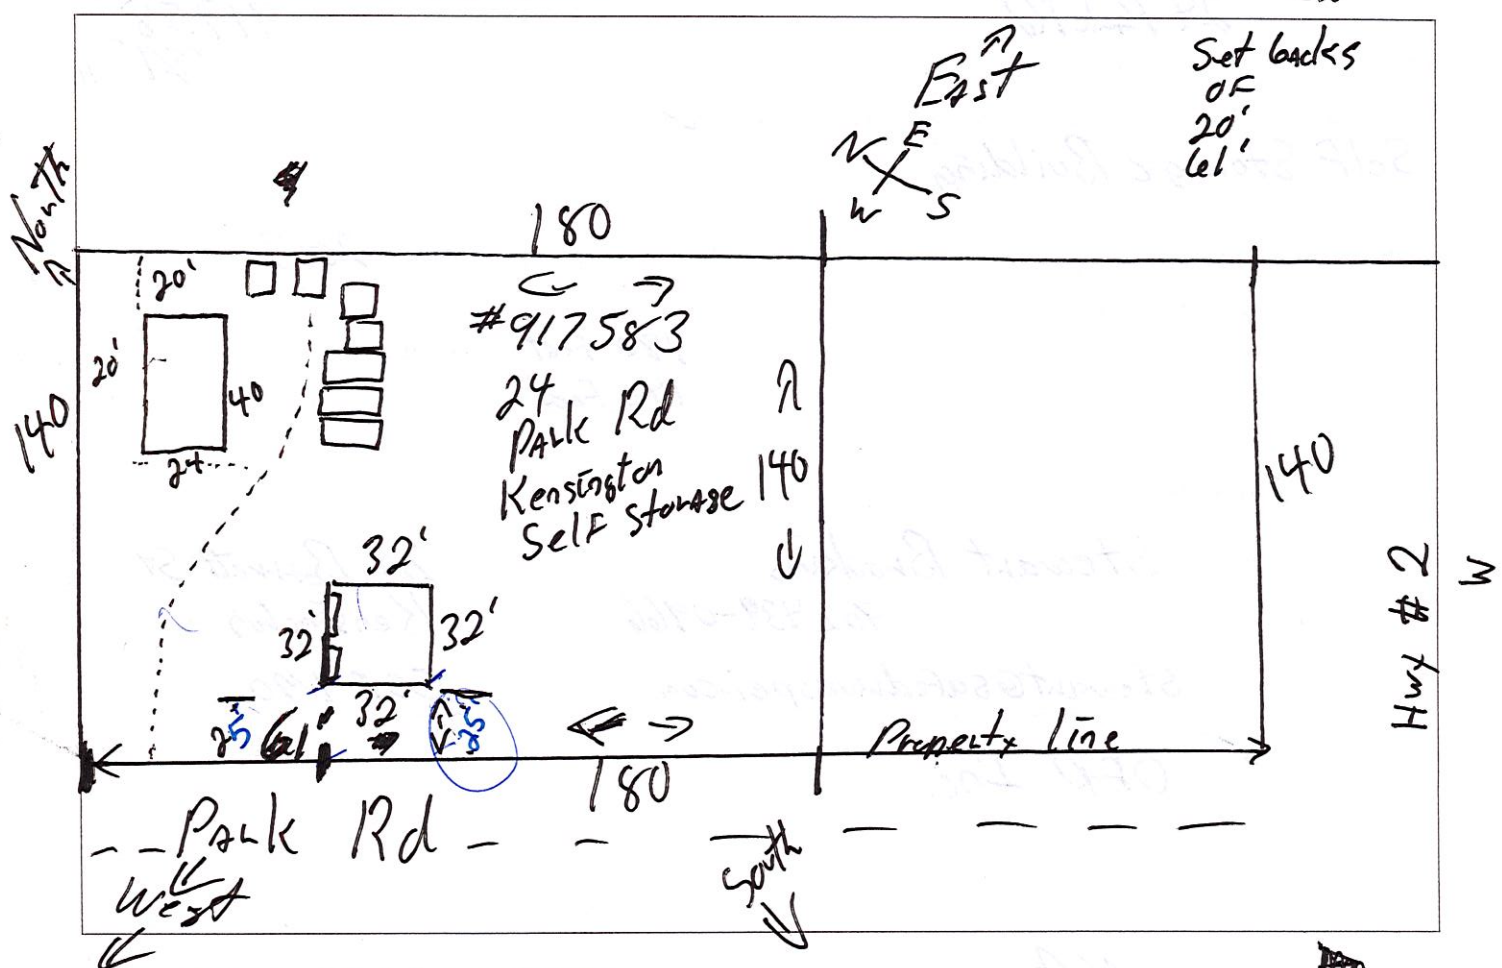 Set backs
OF
20'
61'
EAST
E
N
W
S
North
180
20'
20'
40
24
140
#917583
24
Park Rd
Kensington
Self Storage
140
140
Hwy #2
W
32'
32'
32'
32'
25
61'
25
Property line
180
Park Rd
West
South